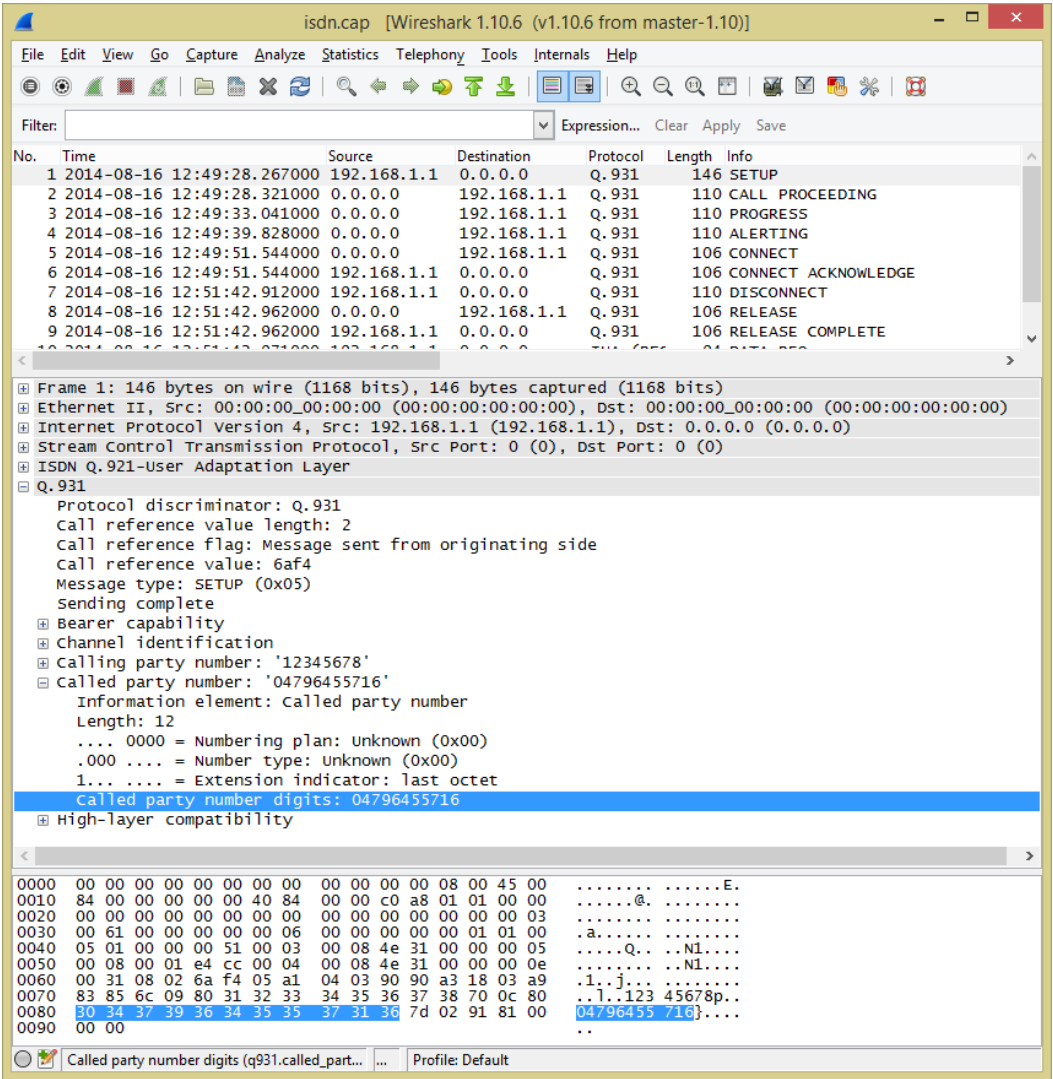 isdn.cap [Wireshark 1.10.6 (v1.10.6 from master-1.10)]
File Edit View Go Capture Analyze Statistics Telephony Tools Internals Help
Filter: Expression... Clear Apply Save
No. Time Source Destination Protocol Length Info
1 2014-08-16 12:49:28.267000 192.168.1.1 0.0.0.0 Q.931 146 SETUP
2 2014-08-16 12:49:28.321000 0.0.0.0 192.168.1.1 Q.931 110 CALL PROCEEDING
3 2014-08-16 12:49:33.041000 0.0.0.0 192.168.1.1 Q.931 110 PROGRESS
4 2014-08-16 12:49:39.828000 0.0.0.0 192.168.1.1 Q.931 110 ALERTING
5 2014-08-16 12:49:51.544000 0.0.0.0 192.168.1.1 Q.931 106 CONNECT
6 2014-08-16 12:49:51.544000 192.168.1.1 0.0.0.0 Q.931 106 CONNECT ACKNOWLEDGE
7 2014-08-16 12:51:42.912000 192.168.1.1 0.0.0.0 Q.931 110 DISCONNECT
8 2014-08-16 12:51:42.962000 0.0.0.0 192.168.1.1 Q.931 106 RELEASE
9 2014-08-16 12:51:42.962000 192.168.1.1 0.0.0.0 Q.931 106 RELEASE COMPLETE
Frame 1: 146 bytes on wire (1168 bits), 146 bytes captured (1168 bits)
Ethernet II, Src: 00:00:00_00:00:00 (00:00:00:00:00:00), Dst: 00:00:00_00:00:00 (00:00:00:00:00:00)
Internet Protocol Version 4, Src: 192.168.1.1 (192.168.1.1), Dst: 0.0.0.0 (0.0.0.0)
Stream Control Transmission Protocol, Src Port: 0 (0), Dst Port: 0 (0)
ISDN Q.921-User Adaptation Layer
Q.931
Protocol discriminator: Q.931
Call reference value length: 2
Call reference flag: Message sent from originating side
Call reference value: 6af4
Message type: SETUP (0x05)
Sending complete
Bearer capability
Channel identification
Calling party number: '12345678'
Called party number: '04796455716'
Information element: Called party number
Length: 12
.... 0000 = Numbering plan: Unknown (0x00)
.000 .... = Number type: Unknown (0x00)
1... .... = Extension indicator: last octet
Called party number digits: 04796455716
High-layer compatibility
0000 00 00 00 00 00 00 00 00 00 00 00 00 08 00 45 00 ........ ......E.
0010 84 00 00 00 00 40 84 00 00 c0 a8 01 01 00 00 ......@. ........
0020 00 00 00 00 00 00 00 00 00 00 00 00 00 00 00 03 ........ ........
0030 00 61 00 00 00 00 00 06 00 00 00 00 00 01 01 00 .a...... ........
0040 05 01 00 00 00 51 00 03 00 08 4e 31 00 00 00 05 .....Q.. ..N1....
0050 00 08 00 01 e4 cc 00 04 00 08 4e 31 00 00 00 0e ........ ..N1....
0060 00 31 08 02 6a f4 05 a1 04 03 90 90 a3 18 03 a9 .1..j... ........
0070 83 85 6c 09 80 31 32 33 34 35 36 37 38 70 0c 80 ..l..123 45678p..
0080 30 34 37 39 36 34 35 35 37 31 36 7d 02 91 81 00 04796455 716}....
0090 00 00 ..
Called party number digits (q931.called_part... ... Profile: Default